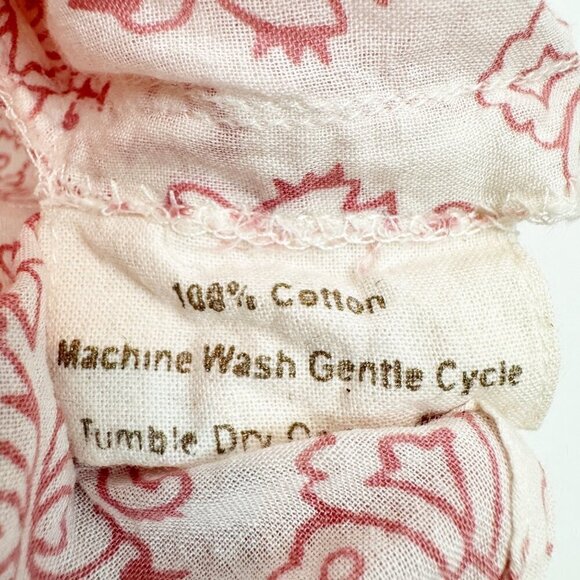 100% Cotton
Machine Wash Gentle Cycle
Tumble Dry